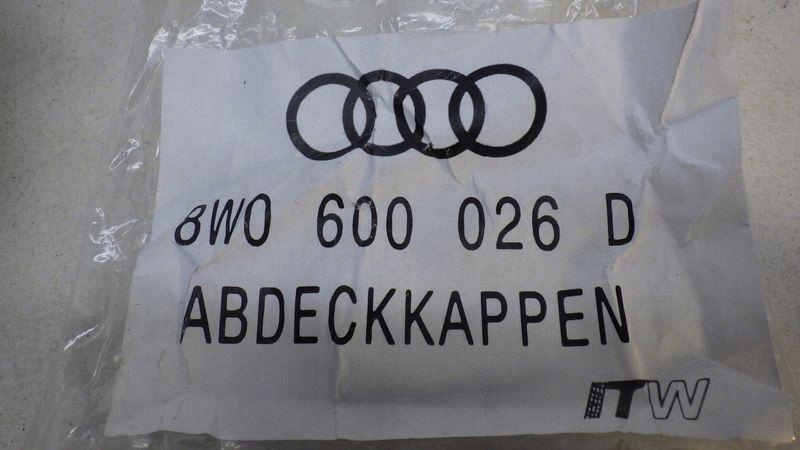 8W0 600 026 D
ABDECKKAPPEN
ITW